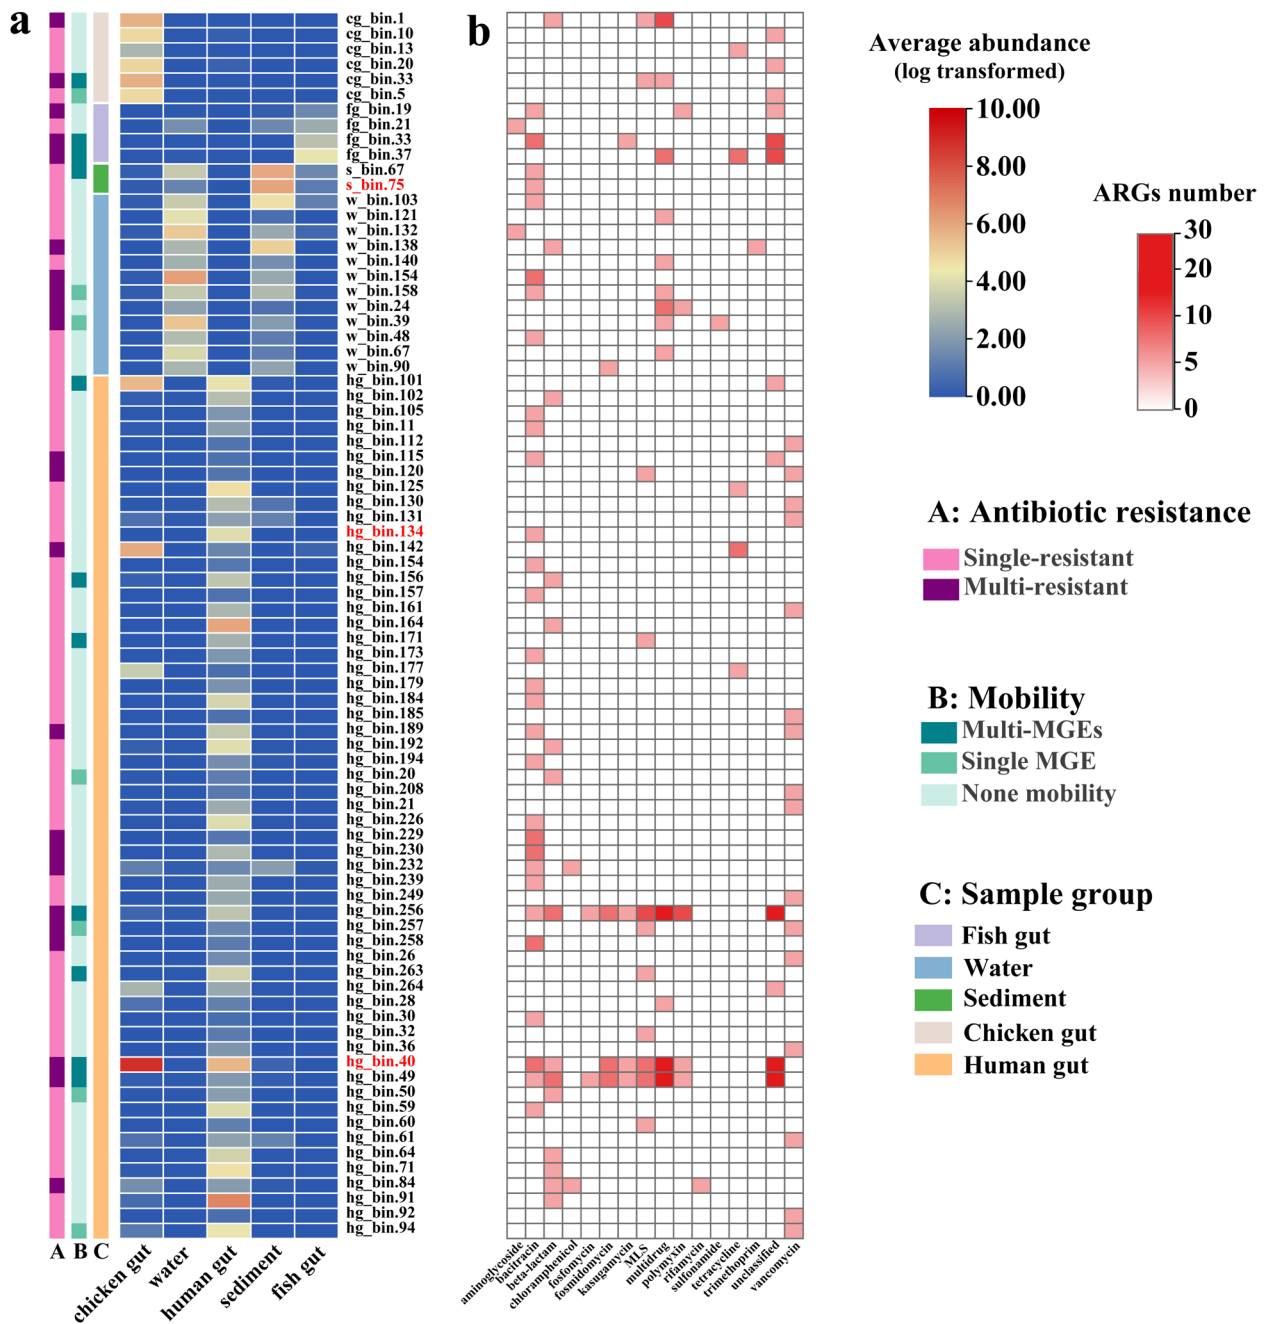 a
cg_bin.1
cg_bin.10
cg_bin.13
cg_bin.20
cg_bin.33
cg_bin.5
fg_bin.19
fg_bin.21
fg_bin.33
fg_bin.37
s_bin.67
s_bin.75
w_bin.103
w_bin.121
w_bin.132
w_bin.138
w_bin.140
w_bin.154
w_bin.158
w_bin.24
w_bin.39
w_bin.48
w_bin.67
w_bin.90
hg_bin.101
hg_bin.102
hg_bin.105
hg_bin.11
hg_bin.112
hg_bin.115
hg_bin.120
hg_bin.125
hg_bin.130
hg_bin.131
hg_bin.134
hg_bin.142
hg_bin.154
hg_bin.156
hg_bin.157
hg_bin.161
hg_bin.164
hg_bin.171
hg_bin.173
hg_bin.177
hg_bin.179
hg_bin.184
hg_bin.185
hg_bin.189
hg_bin.192
hg_bin.194
hg_bin.20
hg_bin.208
hg_bin.21
hg_bin.226
hg_bin.229
hg_bin.230
hg_bin.232
hg_bin.239
hg_bin.249
hg_bin.256
hg_bin.257
hg_bin.258
hg_bin.26
hg_bin.263
hg_bin.264
hg_bin.28
hg_bin.30
hg_bin.32
hg_bin.36
hg_bin.40
hg_bin.49
hg_bin.50
hg_bin.59
hg_bin.60
hg_bin.61
hg_bin.64
hg_bin.71
hg_bin.84
hg_bin.91
hg_bin.92
hg_bin.94
A B C
chicken gut
water
human gut
sediment
fish gut
b
aminoglycoside
bacitracin
beta-lactam
chloramphenicol
fosfomycin
fosmidomycin
kasugamycin
MLS
multidrug
polymyxin
rifamycin
sulfonamide
tetracycline
trimethoprim
unclassified
vancomycin
Average abundance
(log transformed)
10.00
8.00
6.00
4.00
2.00
0.00
ARGs number
30
20
10
5
0
A: Antibiotic resistance
Single-resistant
Multi-resistant
B: Mobility
Multi-MGEs
Single MGE
None mobility
C: Sample group
Fish gut
Water
Sediment
Chicken gut
Human gut